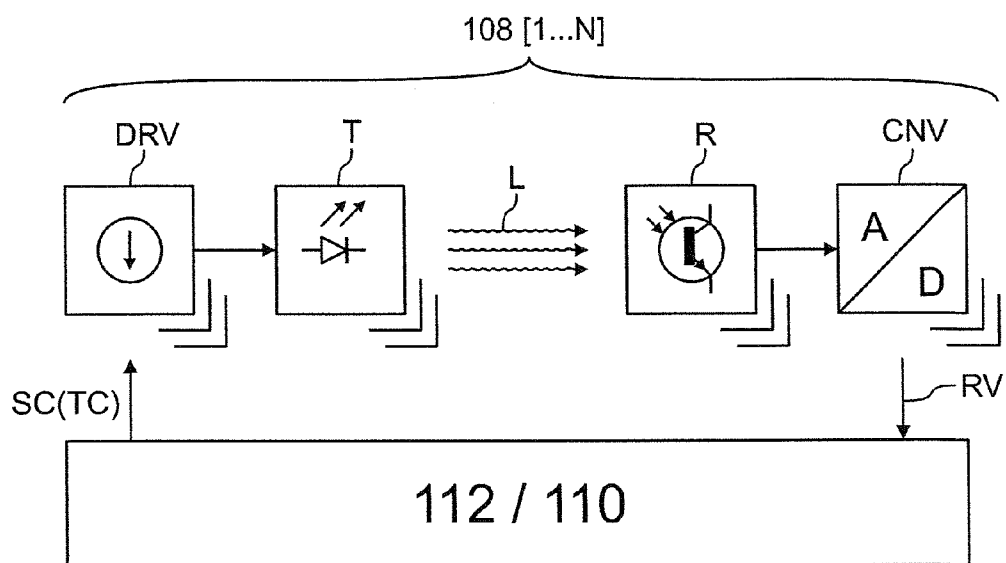 108 [1...N]
DRV
T
L
R
CNV
A
D
SC(TC)
RV
112 / 110